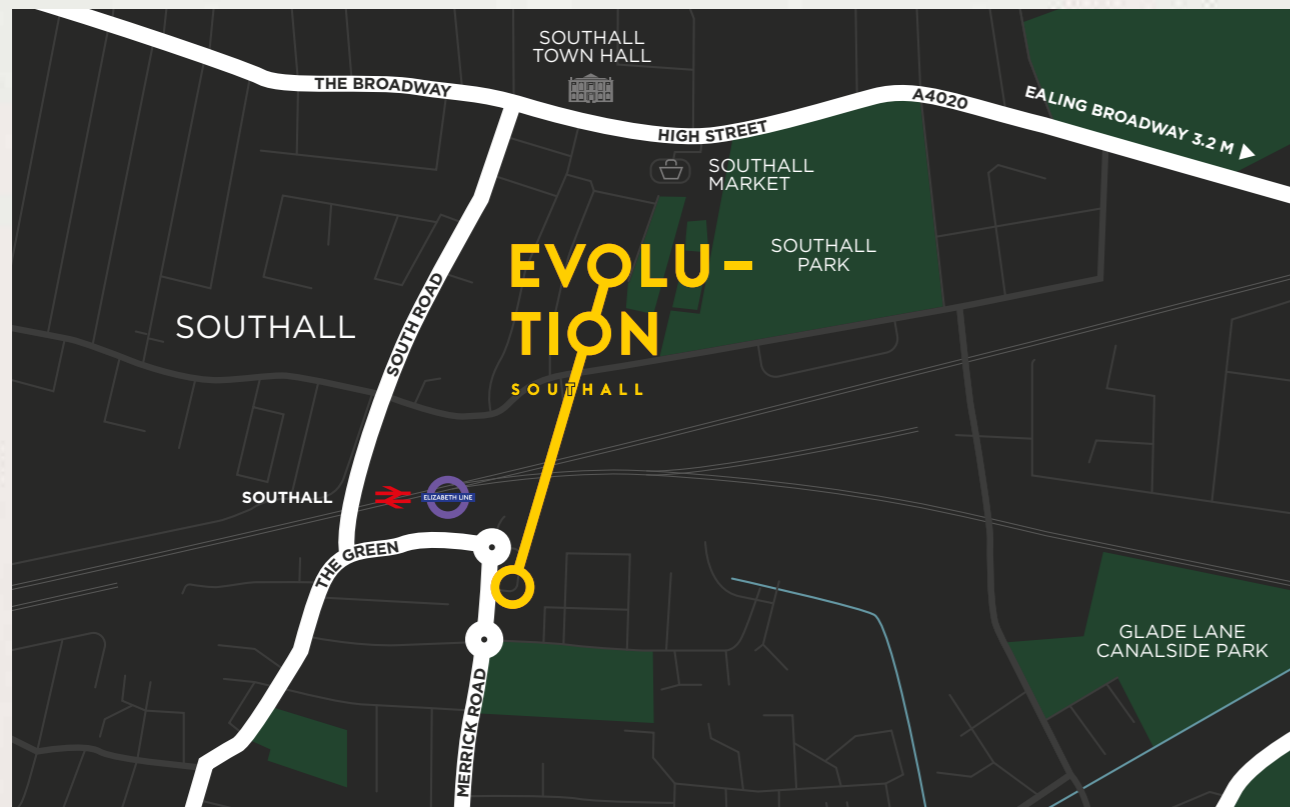 SOUTHALL
TOWN HALL
THE BROADWAY
A4020
EALING BROADWAY 3.2 M
HIGH STREET
SOUTHALL
MARKET
EVOLU-
TION
SOUTHALL
SOUTHALL
PARK
SOUTHALL
SOUTH ROAD
SOUTHALL
ELIZABETH LINE
THE GREEN
GLADE LANE
CANALSIDE PARK
MERRICK ROAD